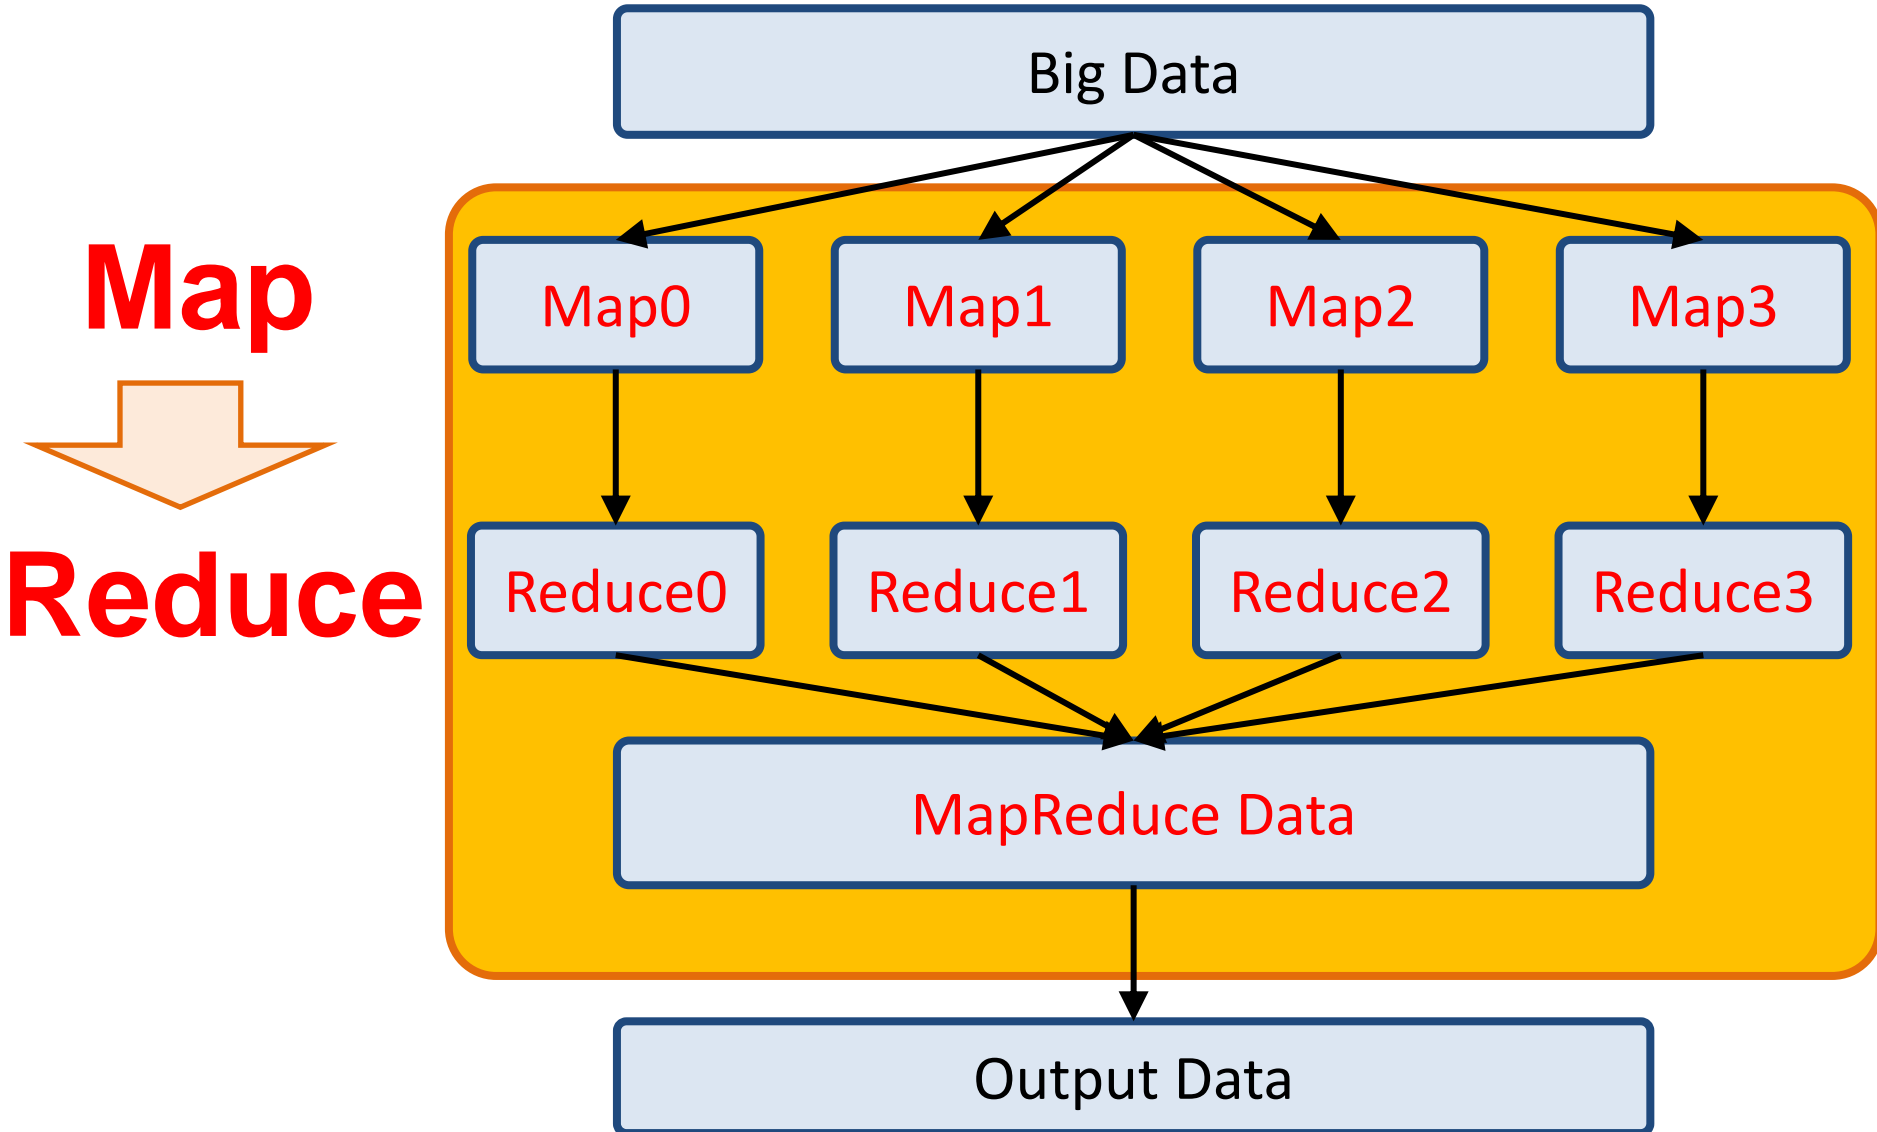 Big Data
Map
Map0
Map1
Map2
Map3
Reduce
Reduce0
Reduce1
Reduce2
Reduce3
MapReduce Data
Output Data